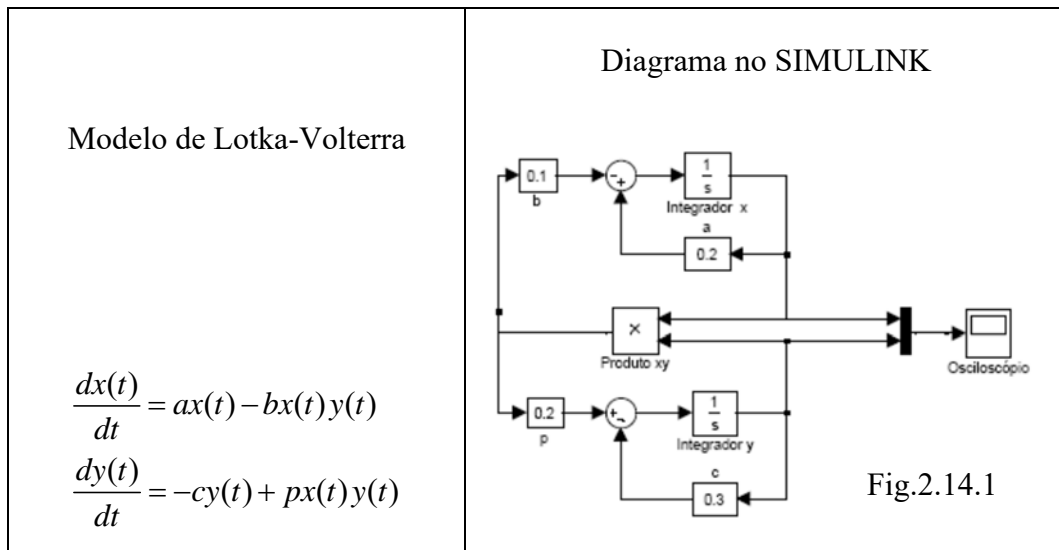 Modelo de Lotka-Volterra
dx(t)/dt = ax(t) − bx(t)y(t)
dy(t)/dt = −cy(t) + px(t)y(t)
Diagrama no SIMULINK
0.1
b
- +
1/s
Integrador x
a
0.2
×
Produto xy
Osciloscópio
0.2
p
+ -
1/s
Integrador y
c
0.3
Fig.2.14.1